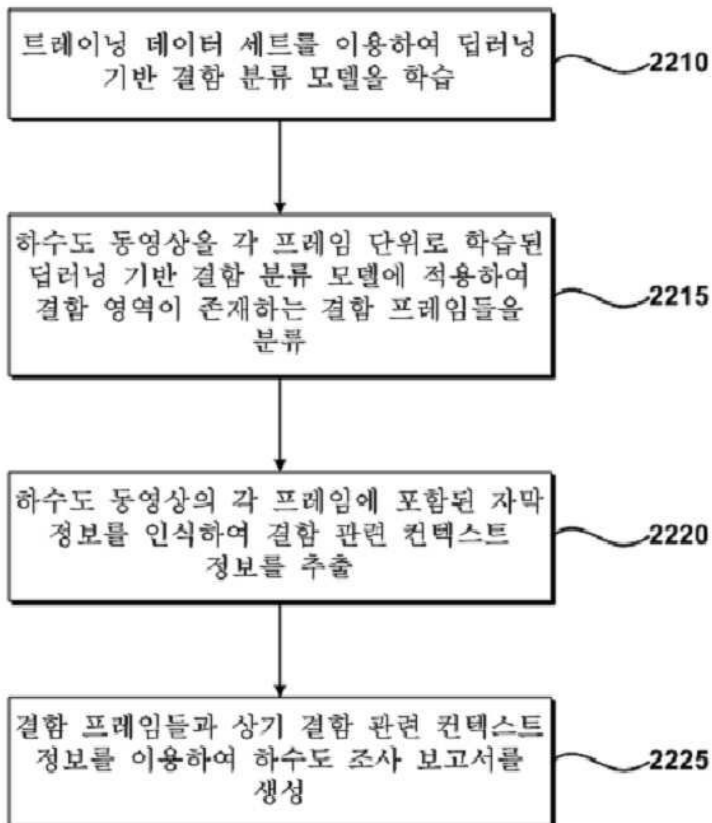 트레이닝 데이터 세트를 이용하여 딥러닝
기반 결함 분류 모델을 학습
2210
하수도 동영상을 각 프레임 단위로 학습된
딥러닝 기반 결함 분류 모델에 적용하여
결함 영역이 존재하는 결함 프레임들을
분류
2215
하수도 동영상의 각 프레임에 포함된 자막
정보를 인식하여 결함 관련 컨텍스트
정보를 추출
2220
결함 프레임들과 상기 결함 관련 컨텍스트
정보를 이용하여 하수도 조사 보고서를
생성
2225